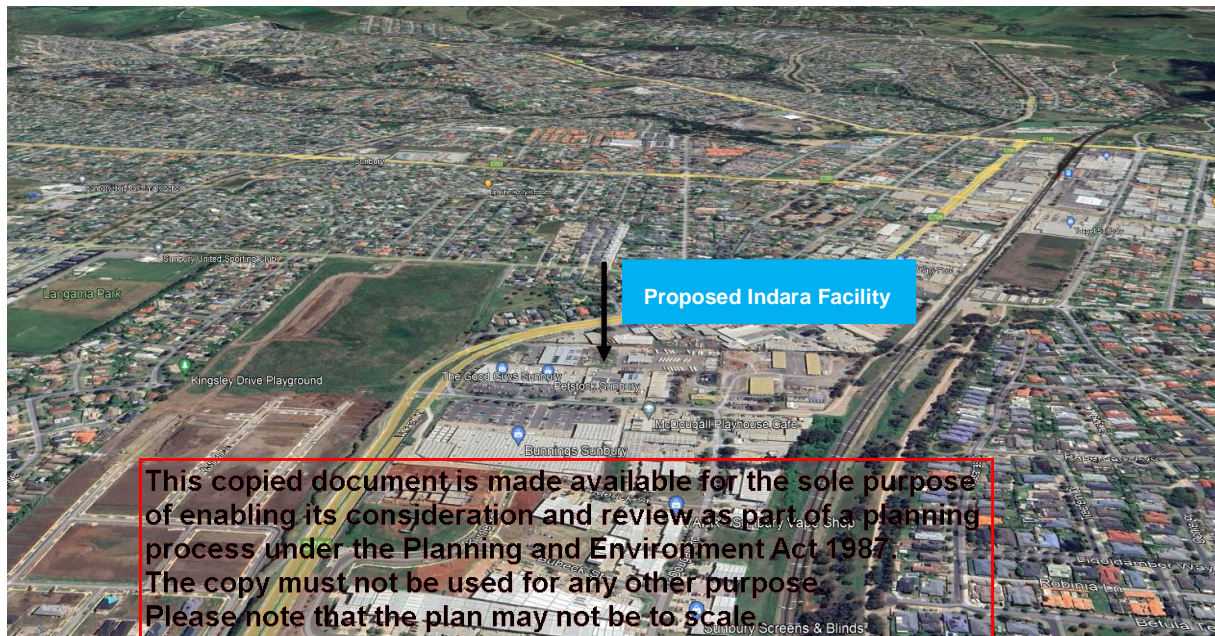 Sunbury
Sunbury United Sporting Club
Langama Park
Proposed Indara Facility
Kingsley Drive Playground
The Good Guys Sunbury
Petstock Sunbury
McDougall Playhouse Cafe
Bunnings Sunbury
This copied document is made available for the sole purpose
of enabling its consideration and review as part of a planning
process under the Planning and Environment Act 1987.
The copy must not be used for any other purpose.
Please note that the plan may not be to scale.
Sunbury Vape Shop
Liquidamber Way
Robinia
Sunbury Screens & Blinds
Betula